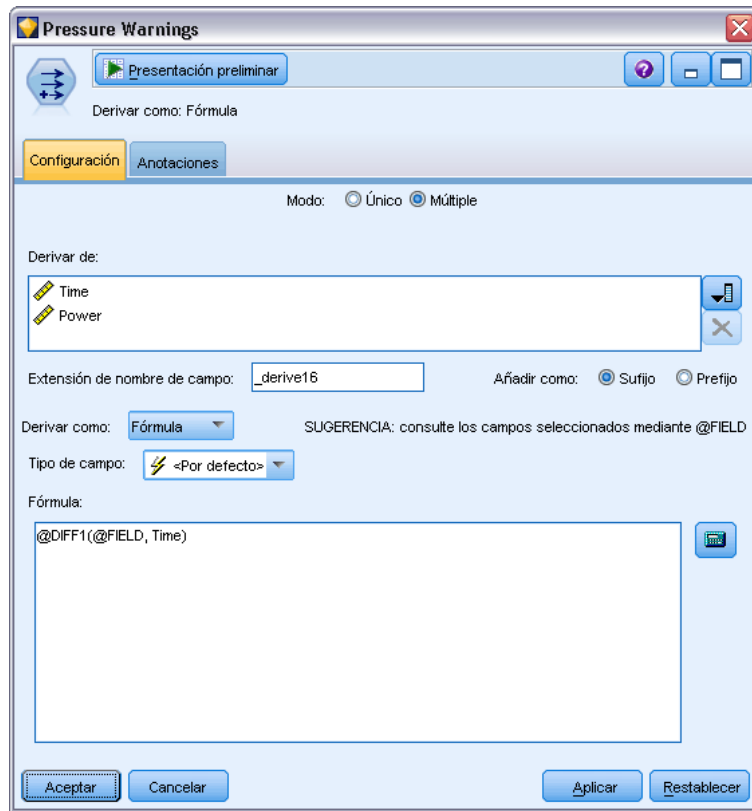 Pressure Warnings
Presentación preliminar
Derivar como: Fórmula
Configuración Anotaciones
Modo: Único Múltiple
Derivar de:
Time
Power
Extensión de nombre de campo: _derive16 Añadir como: Sufijo Prefijo
Derivar como: Fórmula SUGERENCIA: consulte los campos seleccionados mediante @FIELD
Tipo de campo: <Por defecto>
Fórmula:
@DIFF1(@FIELD, Time)
Aceptar Cancelar Aplicar Restablecer